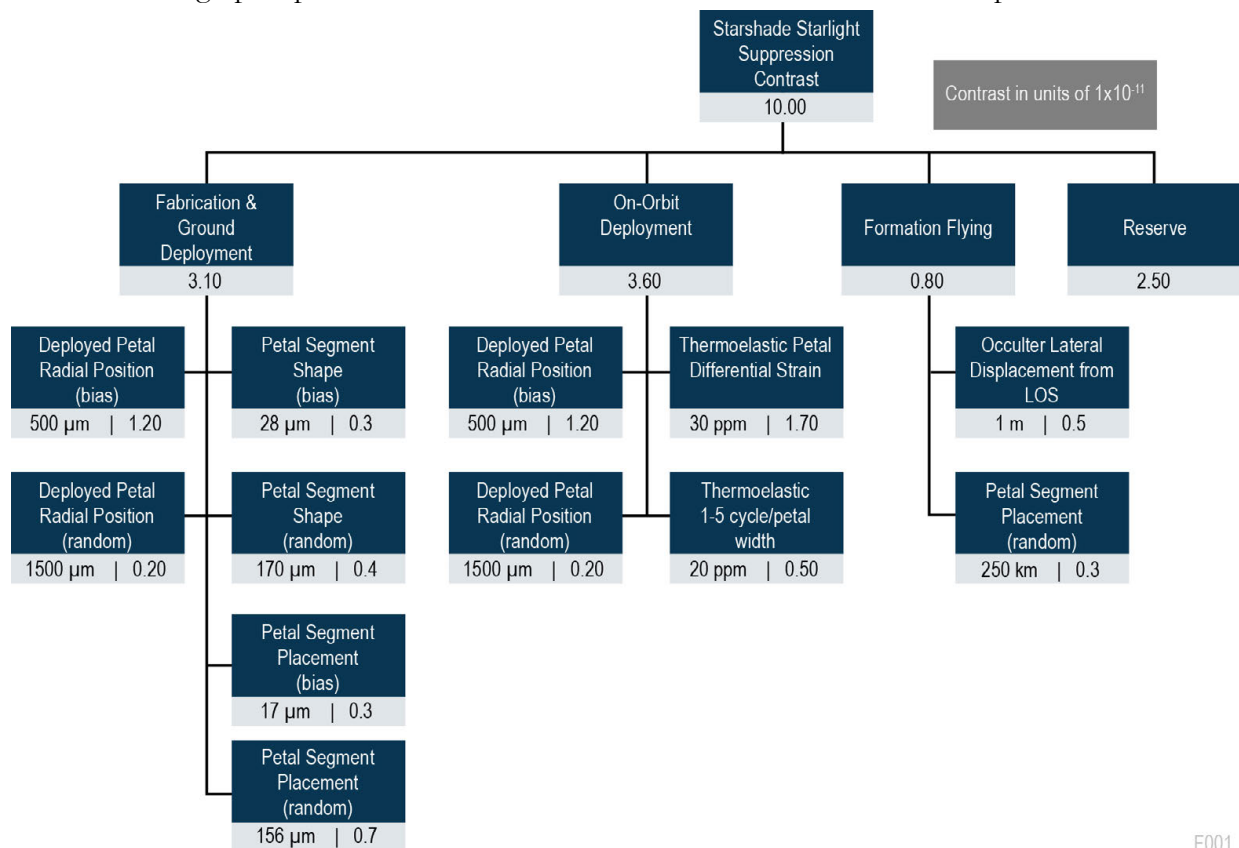 Starshade Starlight
Suppression
Contrast
10.00
Contrast in units of 1x10⁻¹¹
Fabrication &
Ground
Deployment
3.10
On-Orbit
Deployment
3.60
Formation Flying
0.80
Reserve
2.50
Deployed Petal
Radial Position
(bias)
500 µm | 1.20
Petal Segment
Shape
(bias)
28 µm | 0.3
Deployed Petal
Radial Position
(bias)
500 µm | 1.20
Thermoelastic Petal
Differential Strain
30 ppm | 1.70
Occulter Lateral
Displacement from
LOS
1 m | 0.5
Deployed Petal
Radial Position
(random)
1500 µm | 0.20
Petal Segment
Shape
(random)
170 µm | 0.4
Deployed Petal
Radial Position
(random)
1500 µm | 0.20
Thermoelastic
1-5 cycle/petal
width
20 ppm | 0.50
Petal Segment
Placement
(random)
250 km | 0.3
Petal Segment
Placement
(bias)
17 µm | 0.3
Petal Segment
Placement
(random)
156 µm | 0.7
F001